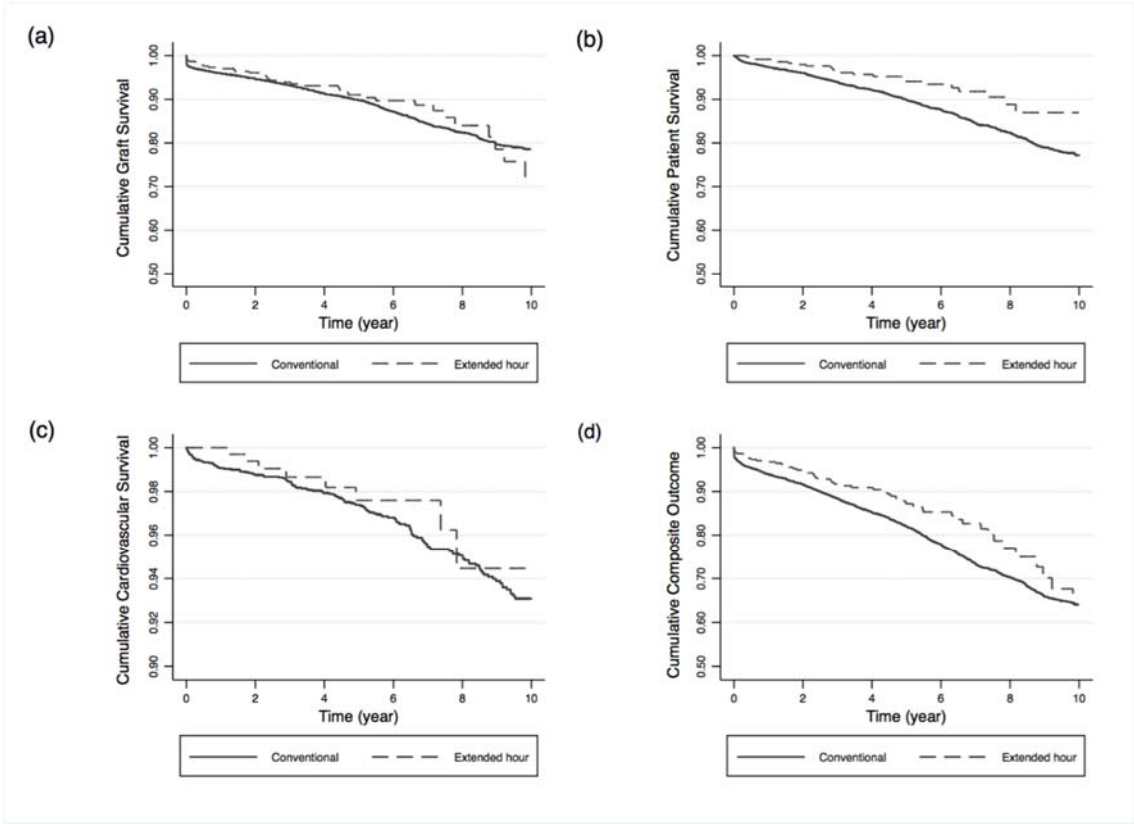 (a)
Cumulative Graft Survival
1.00
0.90
0.80
0.70
0.60
0.50
0 2 4 6 8 10
Time (year)
Conventional Extended hour
(b)
Cumulative Patient Survival
1.00
0.90
0.80
0.70
0.60
0.50
0 2 4 6 8 10
Time (year)
Conventional Extended hour
(c)
Cumulative Cardiovascular Survival
1.00
0.98
0.96
0.94
0.92
0.90
0 2 4 6 8 10
Time (year)
Conventional Extended hour
(d)
Cumulative Composite Outcome
1.00
0.90
0.80
0.70
0.60
0.50
0 2 4 6 8 10
Time (year)
Conventional Extended hour